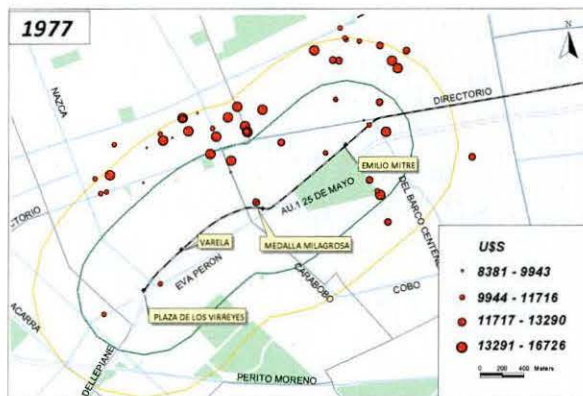 1977
N
NAZCA
DIRECTORIO
EMILIO MITRE
CTORIO
AU.1 25 DE MAYO
DEL BARCO CENTENE
MEDALLA MILAGROSA
VARELA
EVA PERON
CARABOBO
COBO
PLAZA DE LOS VIRREYES
ACARRA
DELLEPIANE
PERITO MORENO
U$S
8381 - 9943
9944 - 11716
11717 - 13290
13291 - 16726
0 200 400 Meters